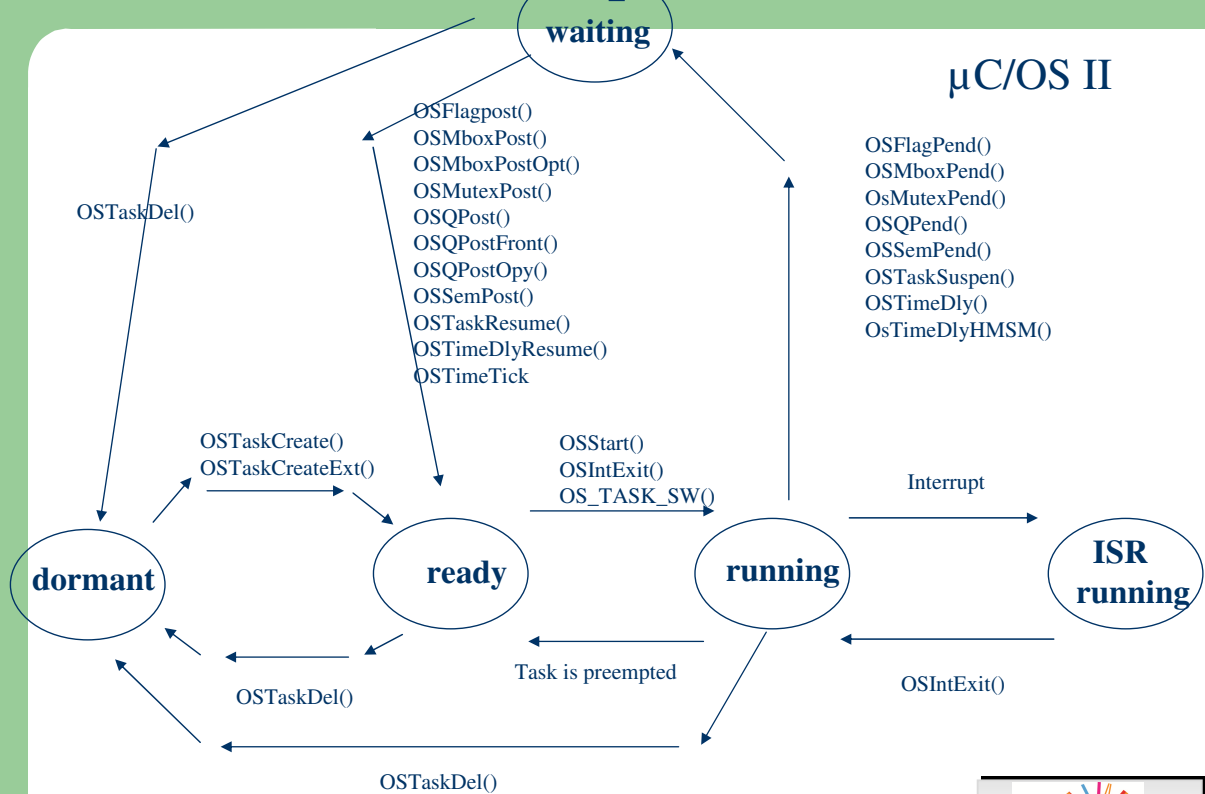 waiting
µC/OS II
OSFlagpost()
OSMboxPost()
OSMboxPostOpt()
OSMutexPost()
OSQPost()
OSQPostFront()
OSQPostOpy()
OSSemPost()
OSTaskResume()
OSTimeDlyResume()
OSTimeTick
OSFlagPend()
OSMboxPend()
OsMutexPend()
OSQPend()
OSSemPend()
OSTaskSuspen()
OSTimeDly()
OsTimeDlyHMSM()
OSTaskDel()
OSTaskCreate()
OSTaskCreateExt()
OSStart()
OSIntExit()
OS_TASK_SW()
Interrupt
dormant
ready
running
ISR
running
Task is preempted
OSIntExit()
OSTaskDel()
OSTaskDel()